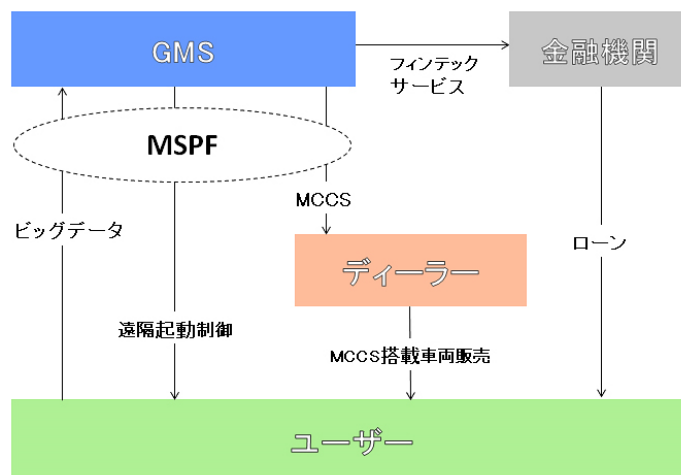 GMS
金融機関
フィンテック
サービス
MSPF
MCCS
ビッグデータ
ローン
ディーラー
遠隔起動制御
MCCS搭載車両販売
ユーザー